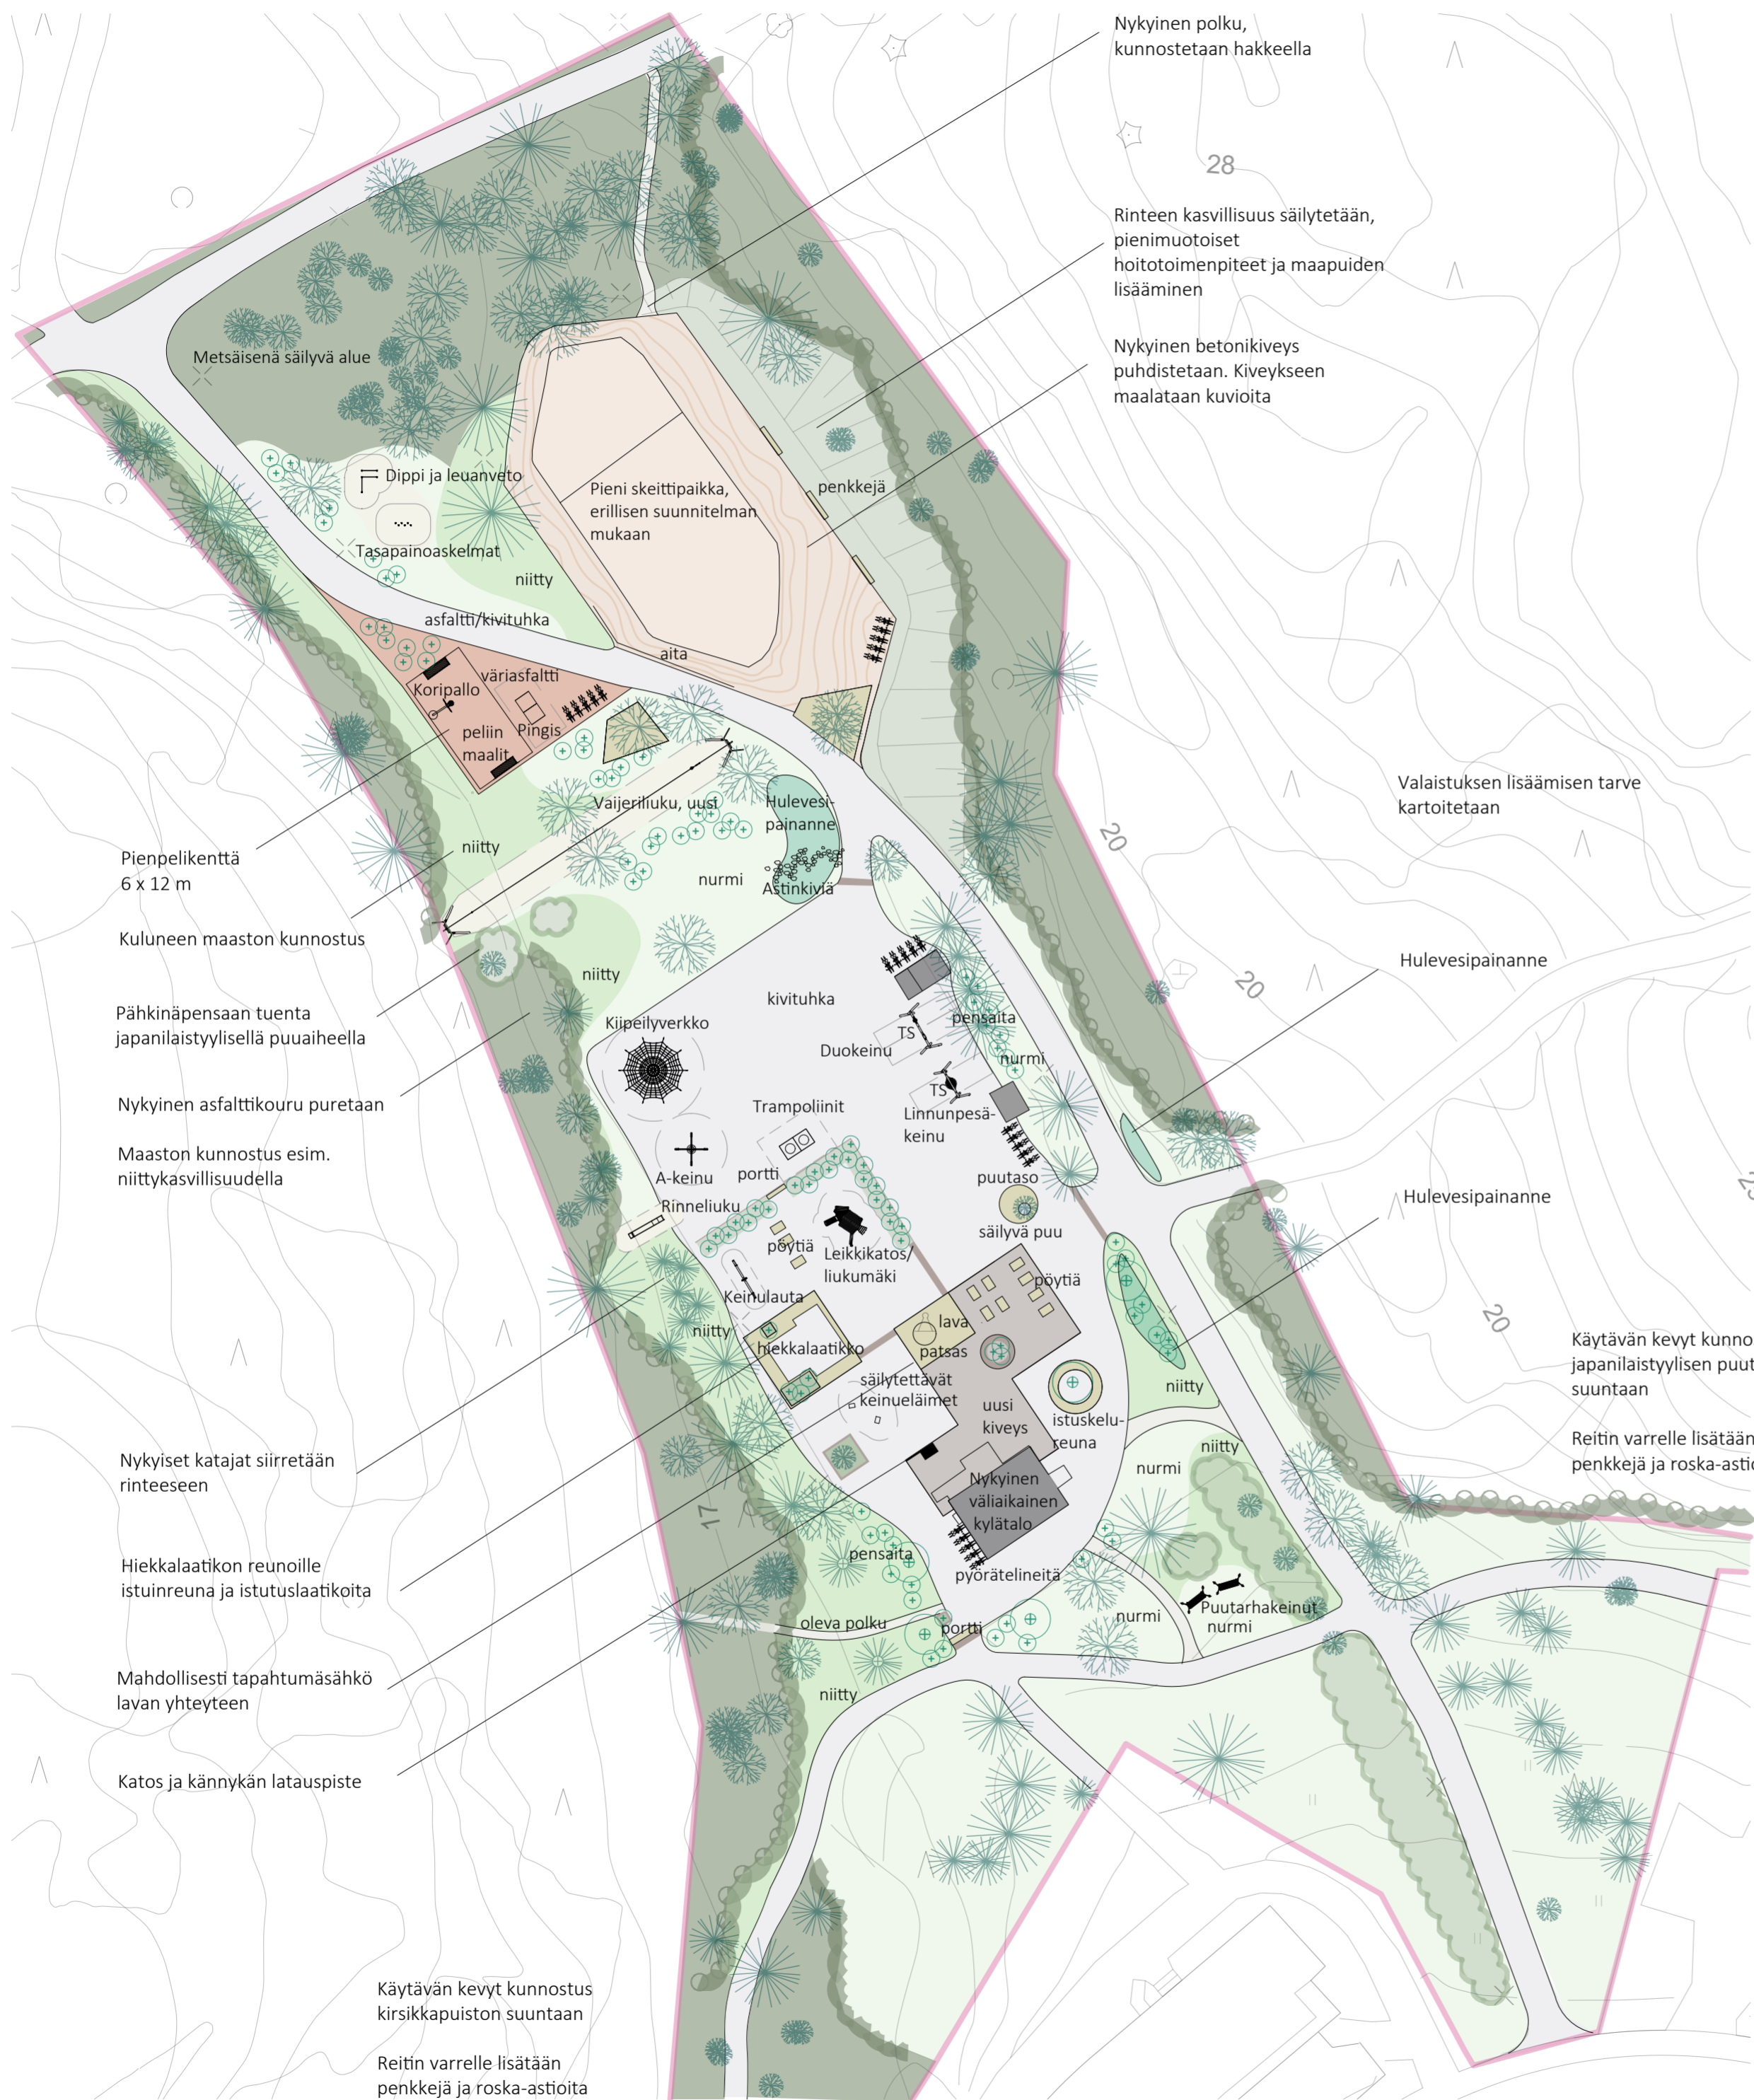 Nykyinen polku,
kunnostetaan hakkeella
28
Rinteen kasvillisuus säilytetään,
pienimuotoiset
hoitotoimenpiteet ja maapuiden
lisääminen
Nykyinen betonikiveys
puhdistetaan. Kiveykseen
maalataan kuvioita
Metsäisenä säilyvä alue
Dippi ja leuanveto
Pieni skeittipaikka,
erillisen suunnitelman
mukaan
penkkejä
Tasapainoaskelmat
niitty
asfaltti/kivituhka
aita
väriasfaltti
Koripallo
Pingis
peliin
maalit
Valaistuksen lisäämisen tarve
kartoitetaan
20
Vaijeriliuku, uusi
Hulevesi-
painanne
niitty
Pienpelikenttä
6 x 12 m
nurmi
Astinkiviä
Kuluneen maaston kunnostus
Hulevesipainanne
niitty
20
kivituhka
Pähkinäpensaan tuenta
japanilaistyylisellä puuaiheella
Kiipeilyverkko
pensaita
TS
Duokeinu
nurmi
TS
Linnunpesä-
keinu
Nykyinen asfalttikouru puretaan
Trampoliinit
Maaston kunnostus esim.
niittykasvillisuudella
A-keinu
portti
puutaso
Hulevesipainanne
Rinneliuku
säilyvä puu
pöytiä
Leikkikatos/
liukumäki
pöytiä
Keinulauta
20
lava
niitty
hiekkalaatikko
patsas
Käytävän kevyt kunno
japanilaistyylisen puut
suuntaan
säilytettävät
keinueläimet
niitty
uusi
kiveys
istuskelu-
reuna
Reitin varrelle lisätään
penkkejä ja roska-astio
niitty
nurmi
Nykyiset katajat siirretään
rinteeseen
Nykyinen
väliaikainen
kylätalo
17
Hiekkalaatikon reunoille
istuinreuna ja istutuslaatikoita
pensaita
pyörätelineitä
Puutarhakeinut
nurmi
nurmi
oleva polku
portti
Mahdollisesti tapahtumäsähkö
lavan yhteyteen
niitty
Katos ja kännykän latauspiste
Käytävän kevyt kunnostus
kirsikkapuiston suuntaan
Reitin varrelle lisätään
penkkejä ja roska-astioita